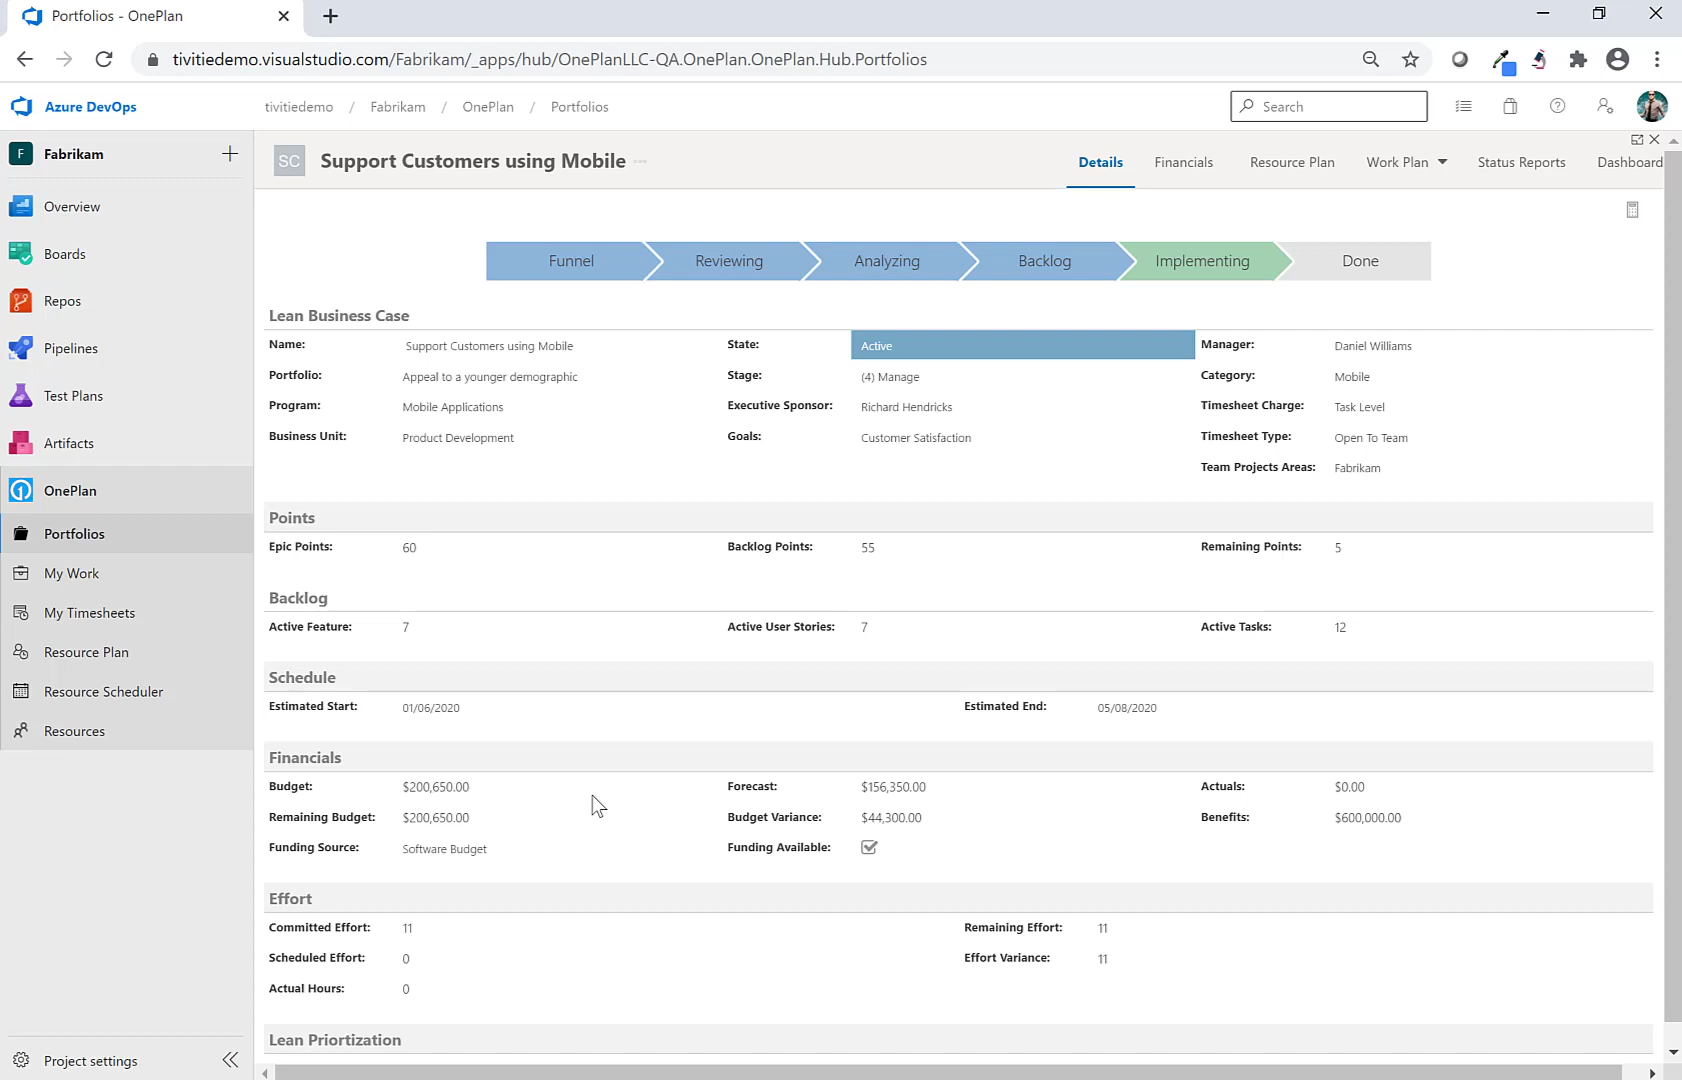 Portfolios - OnePlan
tivitiedemo.visualstudio.com/Fabrikam/_apps/hub/OnePlanLLC-QA.OnePlan.OnePlan.Hub.Portfolios
Azure DevOps
tivitiedemo / Fabrikam / OnePlan / Portfolios
Search
F Fabrikam
Overview
Boards
Repos
Pipelines
Test Plans
Artifacts
OnePlan
Portfolios
My Work
My Timesheets
Resource Plan
Resource Scheduler
Resources
Project settings
SC Support Customers using Mobile
Details Financials Resource Plan Work Plan Status Reports Dashboard
Funnel Reviewing Analyzing Backlog Implementing Done
Lean Business Case
Name: Support Customers using Mobile State: Active Manager: Daniel Williams
Portfolio: Appeal to a younger demographic Stage: (4) Manage Category: Mobile
Program: Mobile Applications Executive Sponsor: Richard Hendricks Timesheet Charge: Task Level
Business Unit: Product Development Goals: Customer Satisfaction Timesheet Type: Open To Team
Team Projects Areas: Fabrikam
Points
Epic Points: 60 Backlog Points: 55 Remaining Points: 5
Backlog
Active Feature: 7 Active User Stories: 7 Active Tasks: 12
Schedule
Estimated Start: 01/06/2020 Estimated End: 05/08/2020
Financials
Budget: $200,650.00 Forecast: $156,350.00 Actuals: $0.00
Remaining Budget: $200,650.00 Budget Variance: $44,300.00 Benefits: $600,000.00
Funding Source: Software Budget Funding Available:
Effort
Committed Effort: 11 Remaining Effort: 11
Scheduled Effort: 0 Effort Variance: 11
Actual Hours: 0
Lean Priortization